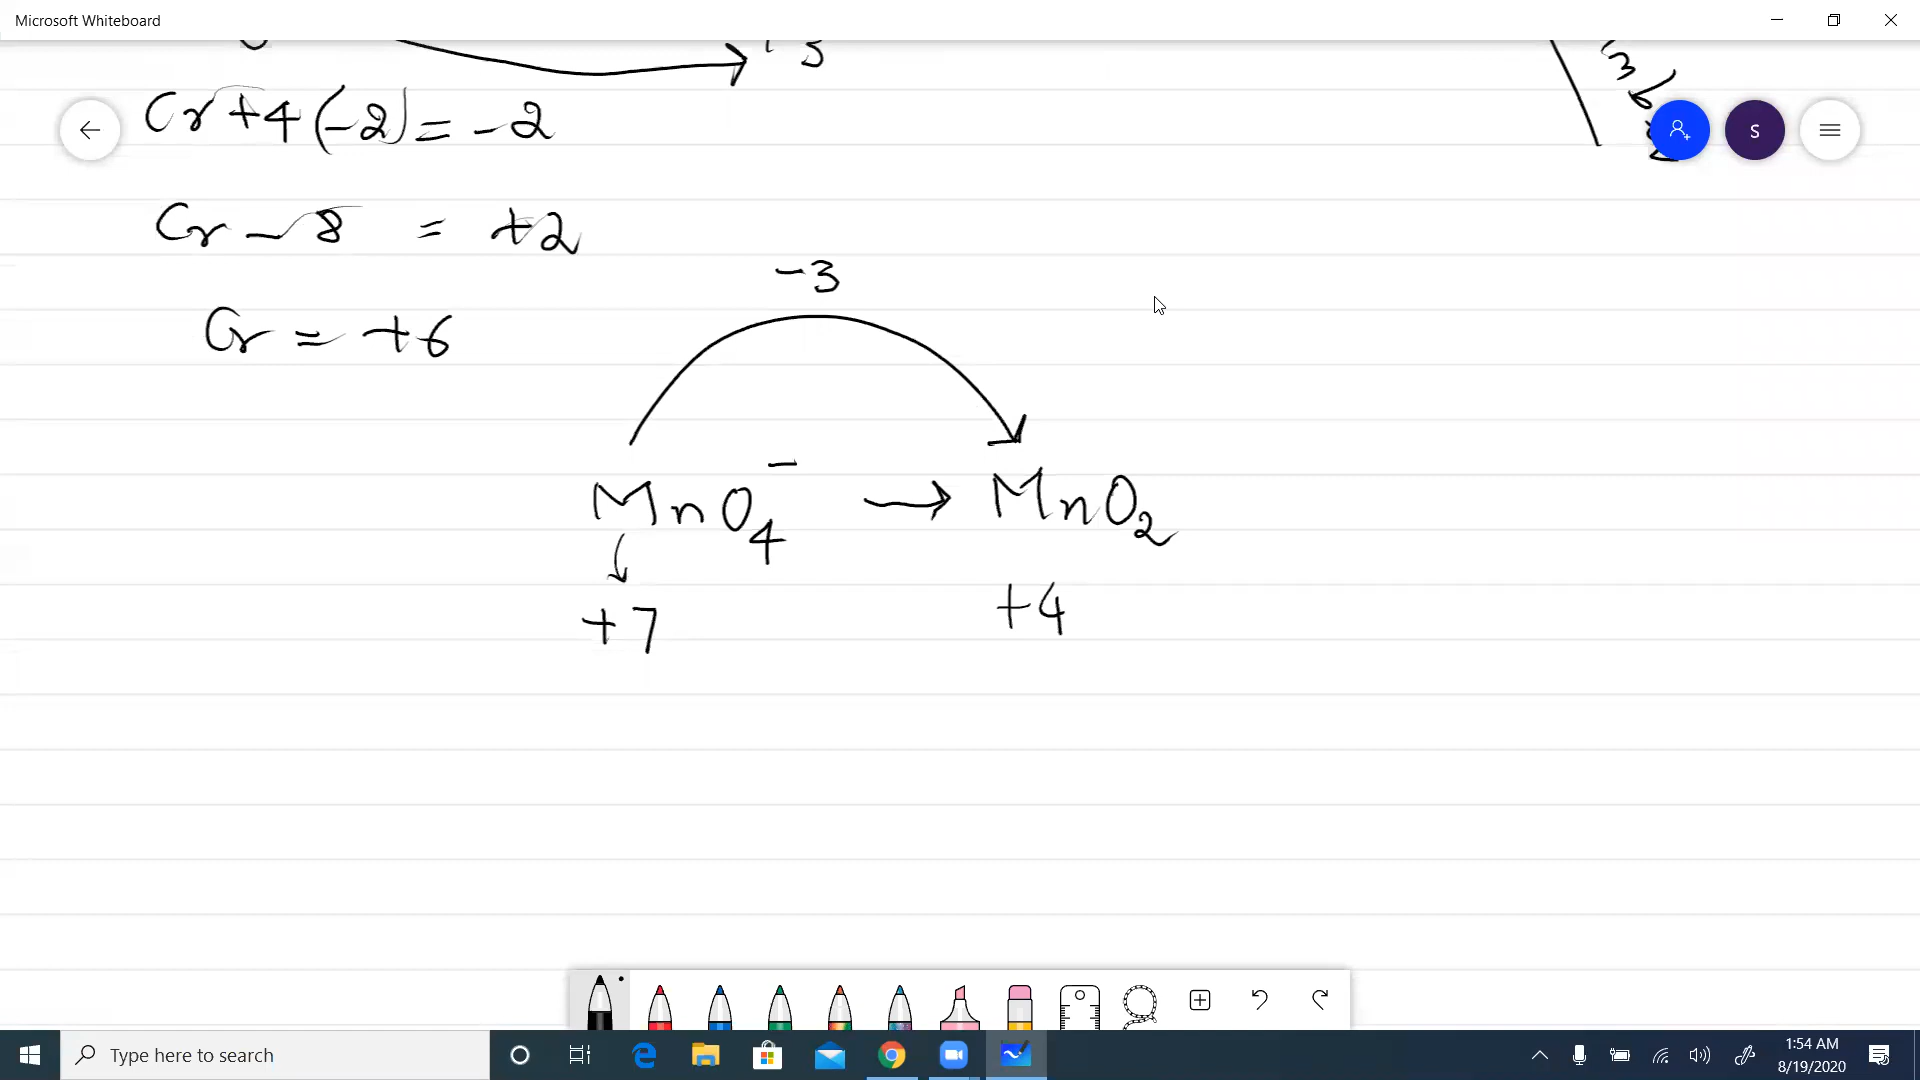 Microsoft Whiteboard
Cr + 4 (-2) = -2
S
Cr - 8 = +2
-3
Cr = +6
MnO4- → MnO2
+7 +4
Type here to search
1:54 AM
8/19/2020